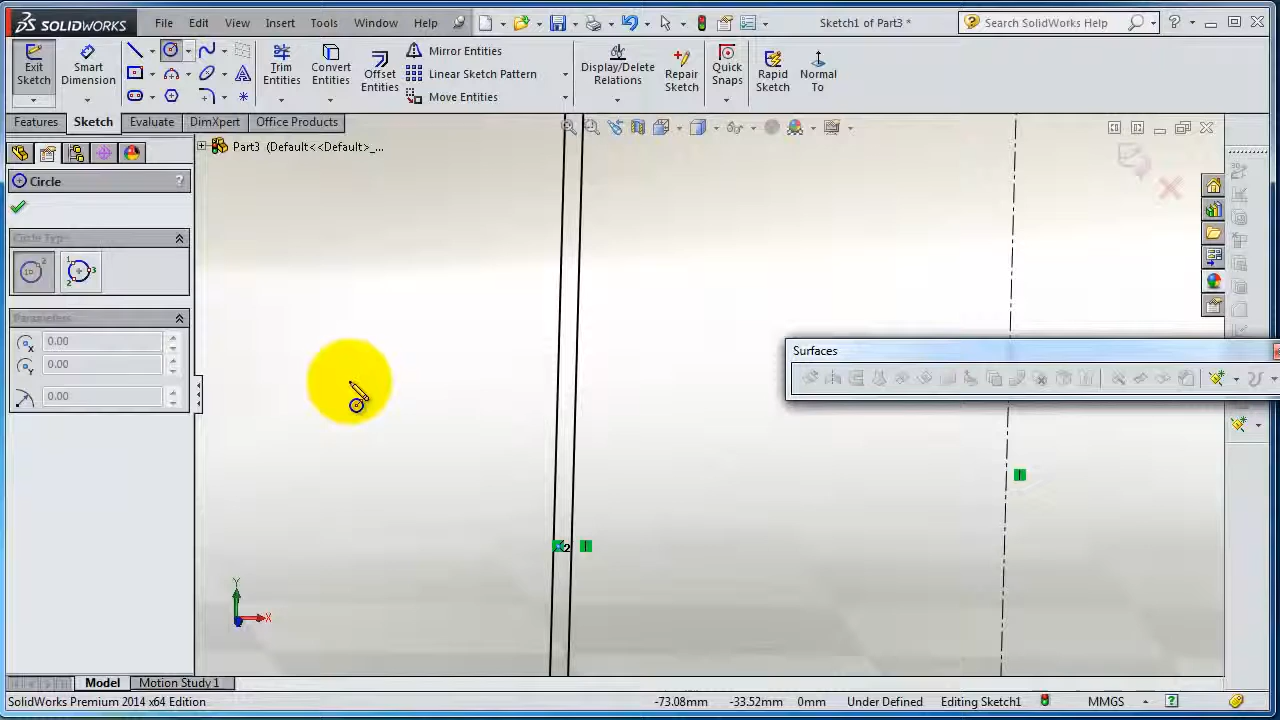 SOLIDWORKS File Edit View Insert Tools Window Help Sketch1 of Part3 * Search SolidWorks Help
Exit Sketch
Smart Dimension
Trim Entities
Convert Entities
Offset Entities
Mirror Entities
Linear Sketch Pattern
Move Entities
Display/Delete Relations
Repair Sketch
Quick Snaps
Rapid Sketch
Normal To
Features Sketch Evaluate DimXpert Office Products
Part3 (Default<<Default>_...
Circle ?
Circle Type
Parameters
0.00
0.00
0.00
Surfaces
2
Y
X
Model Motion Study 1
SolidWorks Premium 2014 x64 Edition -73.08mm -33.52mm 0mm Under Defined Editing Sketch1 MMGS